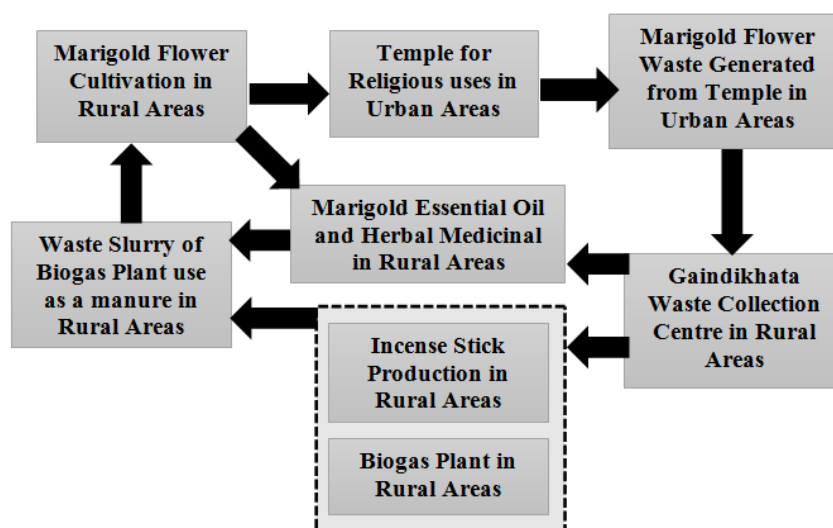 Marigold Flower
Cultivation in
Rural Areas
Temple for
Religious uses in
Urban Areas
Marigold Flower
Waste Generated
from Temple in
Urban Areas
Marigold Essential Oil
and Herbal Medicinal
in Rural Areas
Waste Slurry of
Biogas Plant use
as a manure in
Rural Areas
Gaindikhata
Waste Collection
Centre in Rural
Areas
Incense Stick
Production in
Rural Areas
Biogas Plant in
Rural Areas